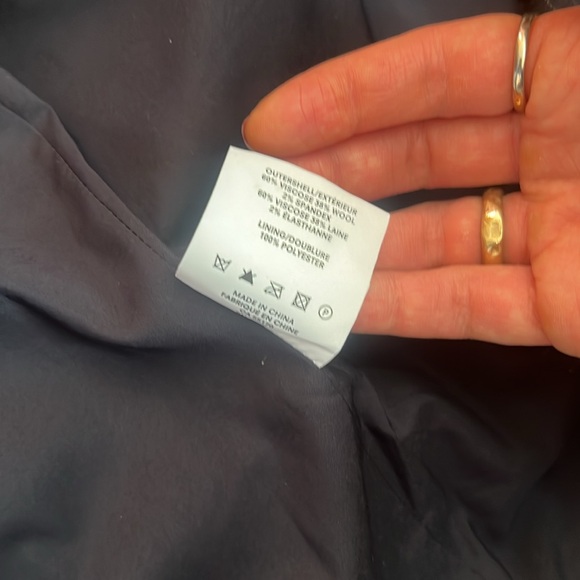 OUTERSHELL/EXTÉRIEUR
60% VISCOSE 38% WOOL
2% SPANDEX
60% VISCOSE 38% LAINE
2% ÉLASTHANNE
LINING/DOUBLURE
100% POLYESTER
P
MADE IN CHINA
FABRIQUE EN CHINE